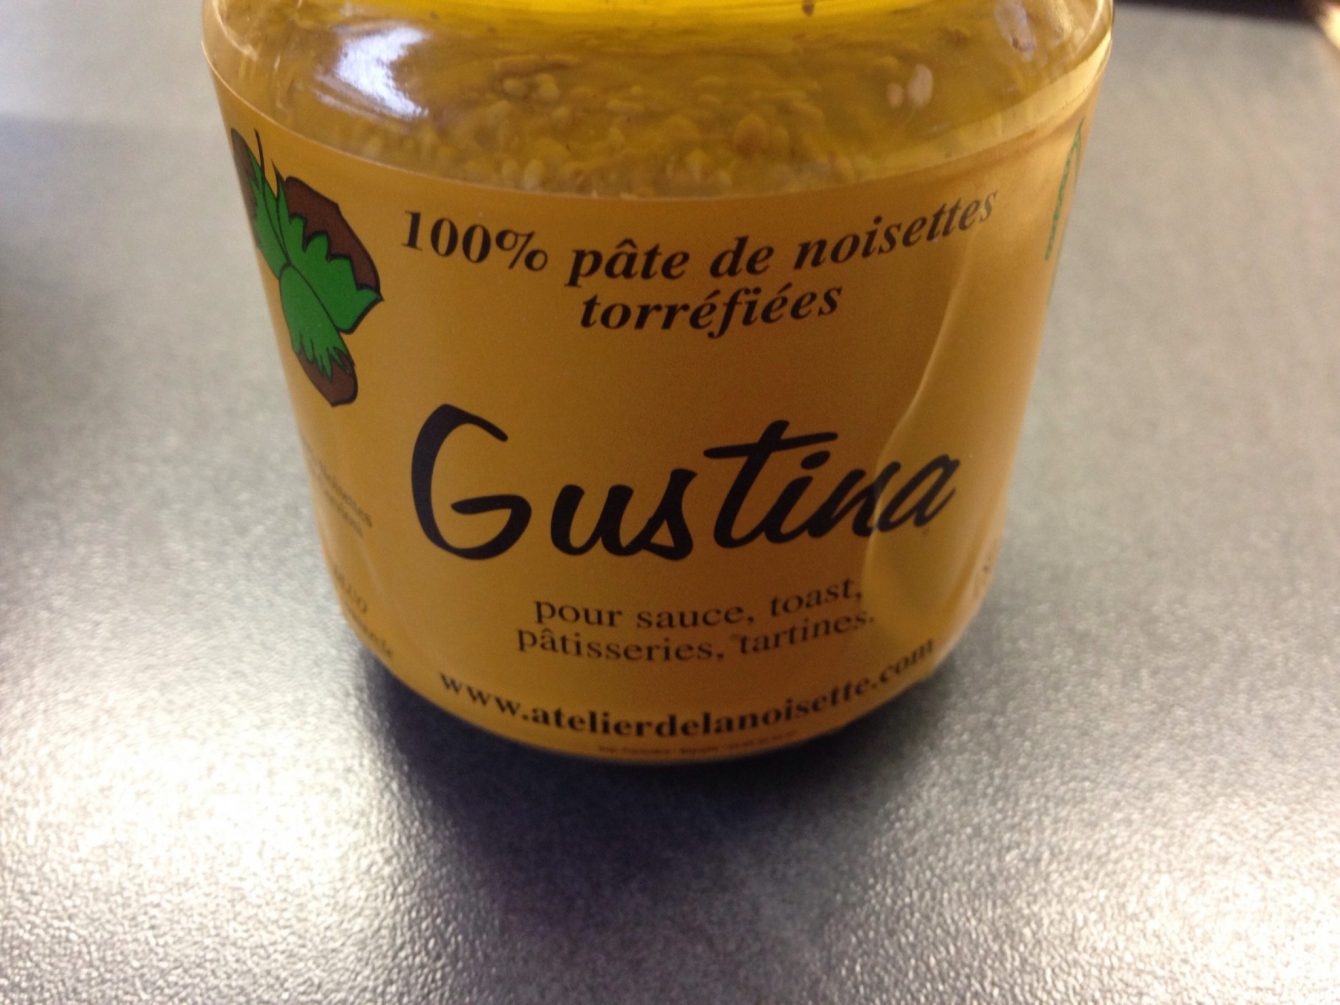 100% pâte de noisettes
torréfiées
Gustina
pour sauce, toast,
pâtisseries, tartines.
www.atelierdelanoisette.com